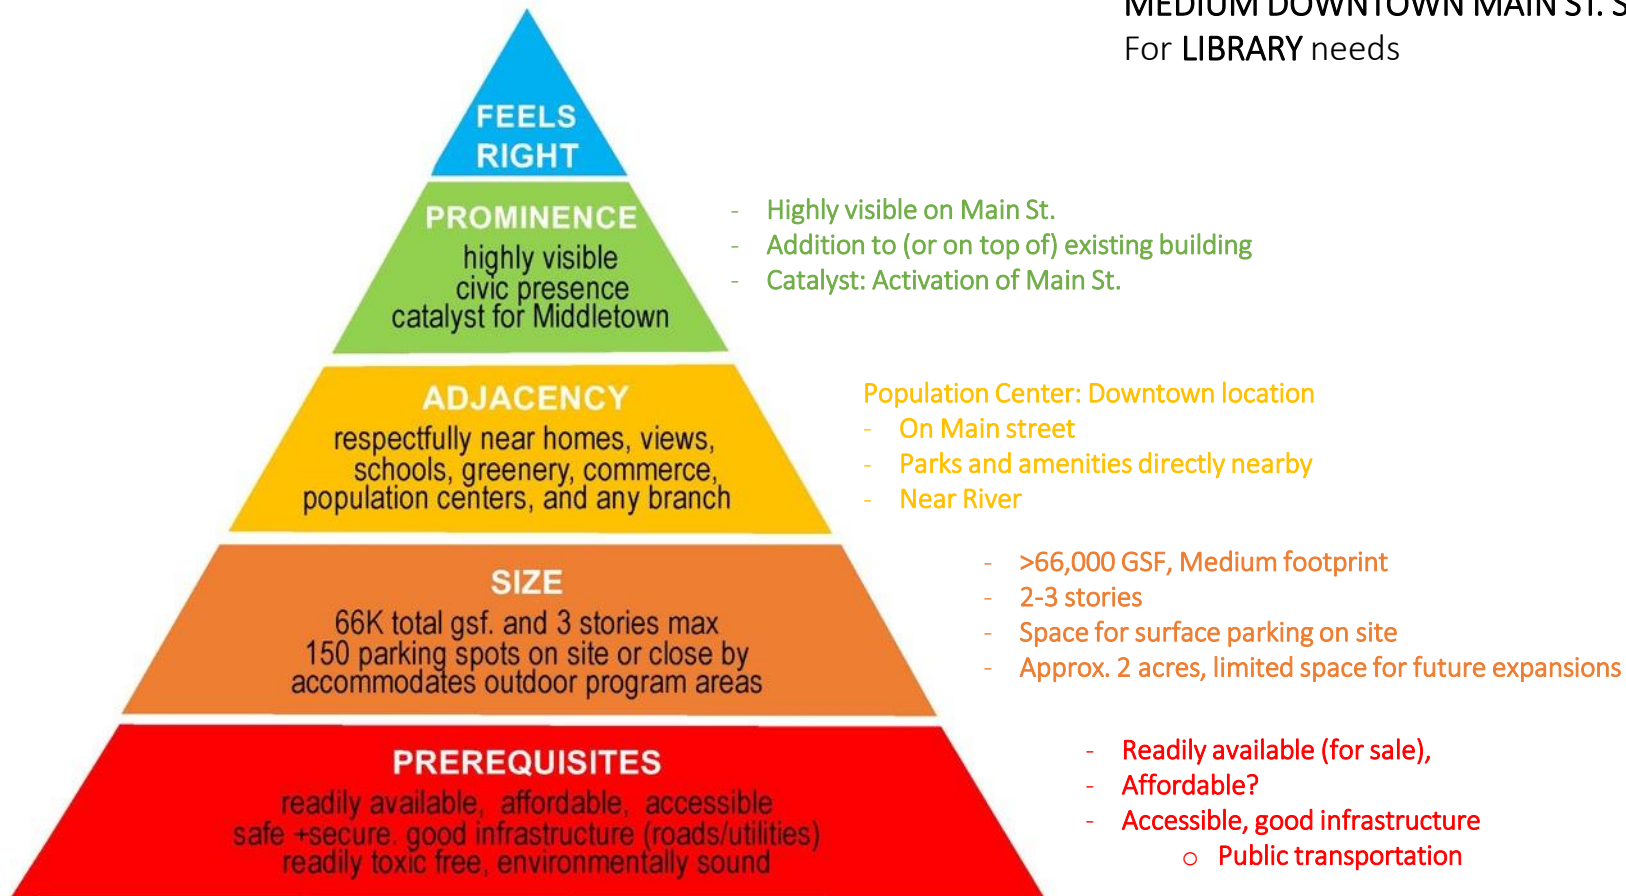 MEDIUM DOWNTOWN MAIN ST. S
For LIBRARY needs
FEELS
RIGHT
PROMINENCE
highly visible
civic presence
catalyst for Middletown
- Highly visible on Main St.
- Addition to (or on top of) existing building
- Catalyst: Activation of Main St.
ADJACENCY
respectfully near homes, views,
schools, greenery, commerce,
population centers, and any branch
Population Center: Downtown location
- On Main street
- Parks and amenities directly nearby
- Near River
SIZE
66K total gsf. and 3 stories max
150 parking spots on site or close by
accommodates outdoor program areas
- >66,000 GSF, Medium footprint
- 2-3 stories
- Space for surface parking on site
- Approx. 2 acres, limited space for future expansions
PREREQUISITES
readily available, affordable, accessible
safe +secure. good infrastructure (roads/utilities)
readily toxic free, environmentally sound
- Readily available (for sale),
- Affordable?
- Accessible, good infrastructure
o Public transportation